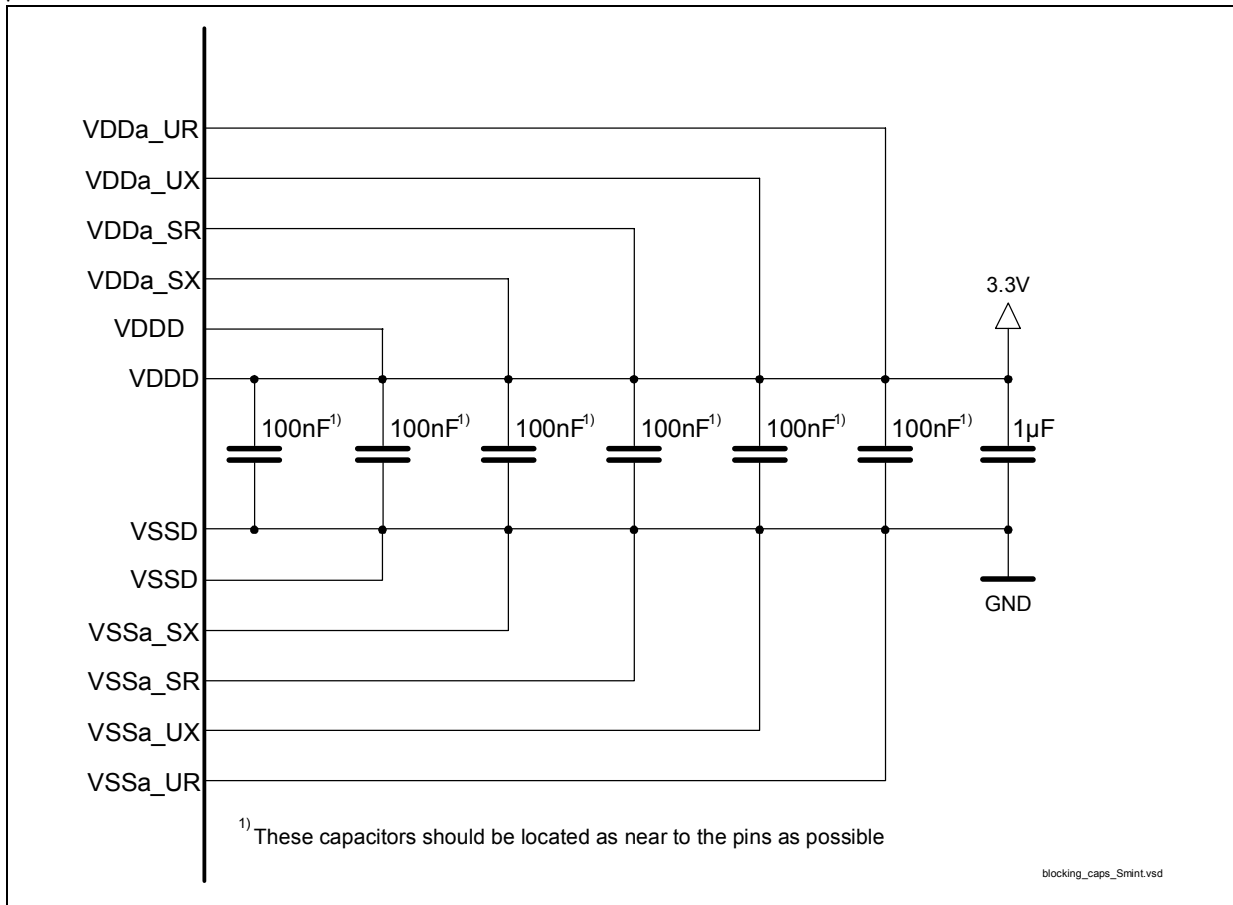 VDDa_UR
VDDa_UX
VDDa_SR
VDDa_SX
VDDD
VDDD
3.3V
100nF1)
100nF1)
100nF1)
100nF1)
100nF1)
100nF1)
1µF
VSSD
VSSD
VSSa_SX
VSSa_SR
VSSa_UX
VSSa_UR
GND
1) These capacitors should be located as near to the pins as possible
blocking_caps_Smint.vsd